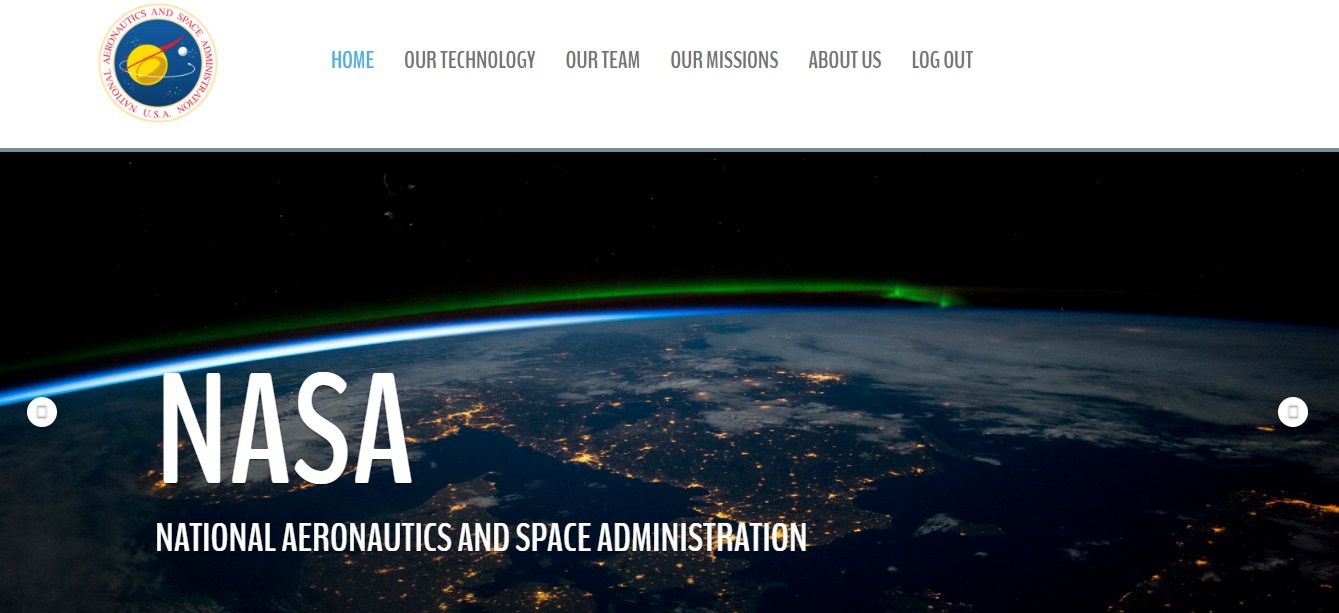 NATIONAL AERONAUTICS AND SPACE ADMINISTRATION
U.S.A.
HOME OUR TECHNOLOGY OUR TEAM OUR MISSIONS ABOUT US LOG OUT
NASA
NATIONAL AERONAUTICS AND SPACE ADMINISTRATION